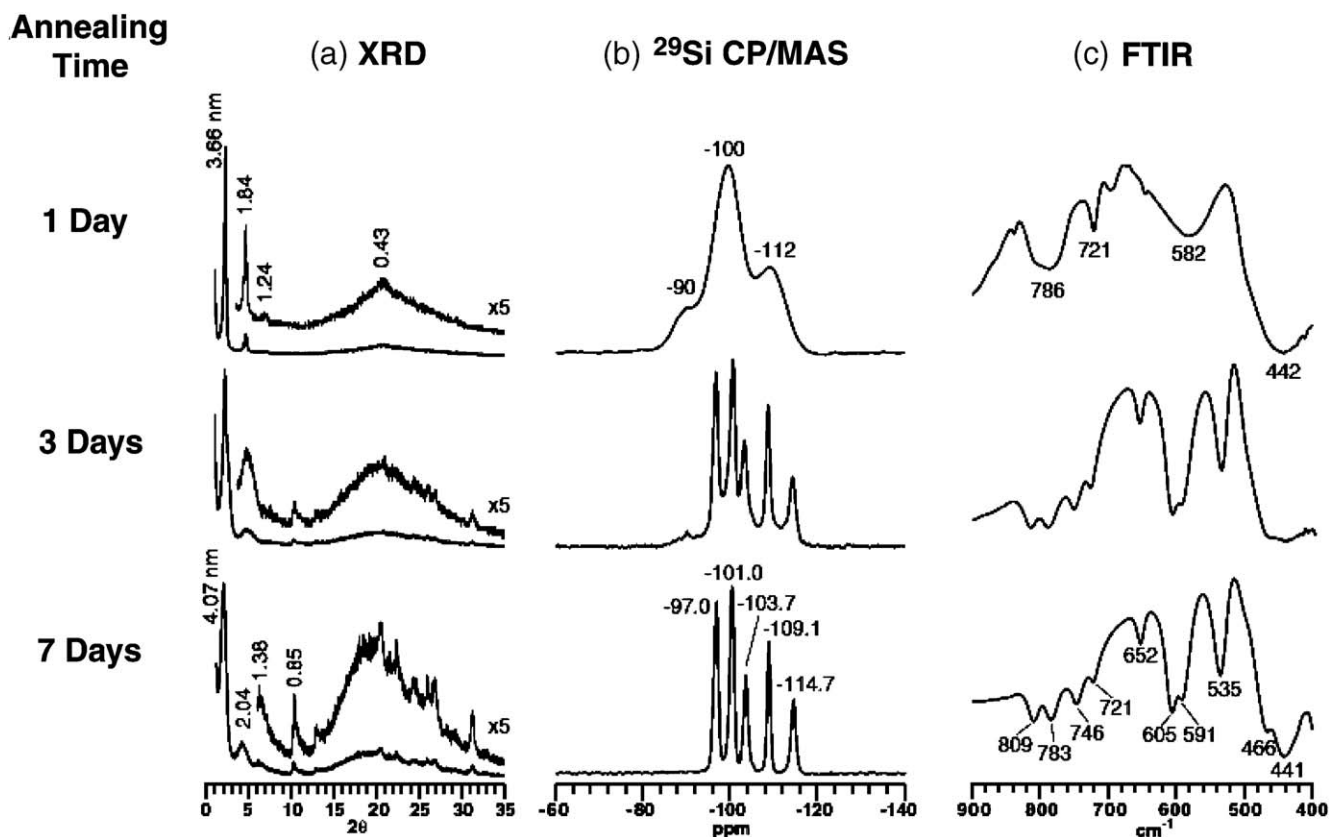 Annealing
Time
(a) XRD
(b) ²⁹Si CP/MAS
(c) FTIR
1 Day
3.66 nm
1.84
1.24
0.43
x5
-90
-100
-112
786
721
582
442
3 Days
x5
7 Days
4.07 nm
2.04
1.38
0.85
x5
-97.0
-101.0
-103.7
-109.1
-114.7
809
783
746
721
652
605
591
535
466
441
0 5 10 15 20 25 30 35
2θ
-60 -80 -100 -120 -140
ppm
900 800 700 600 500 400
cm⁻¹